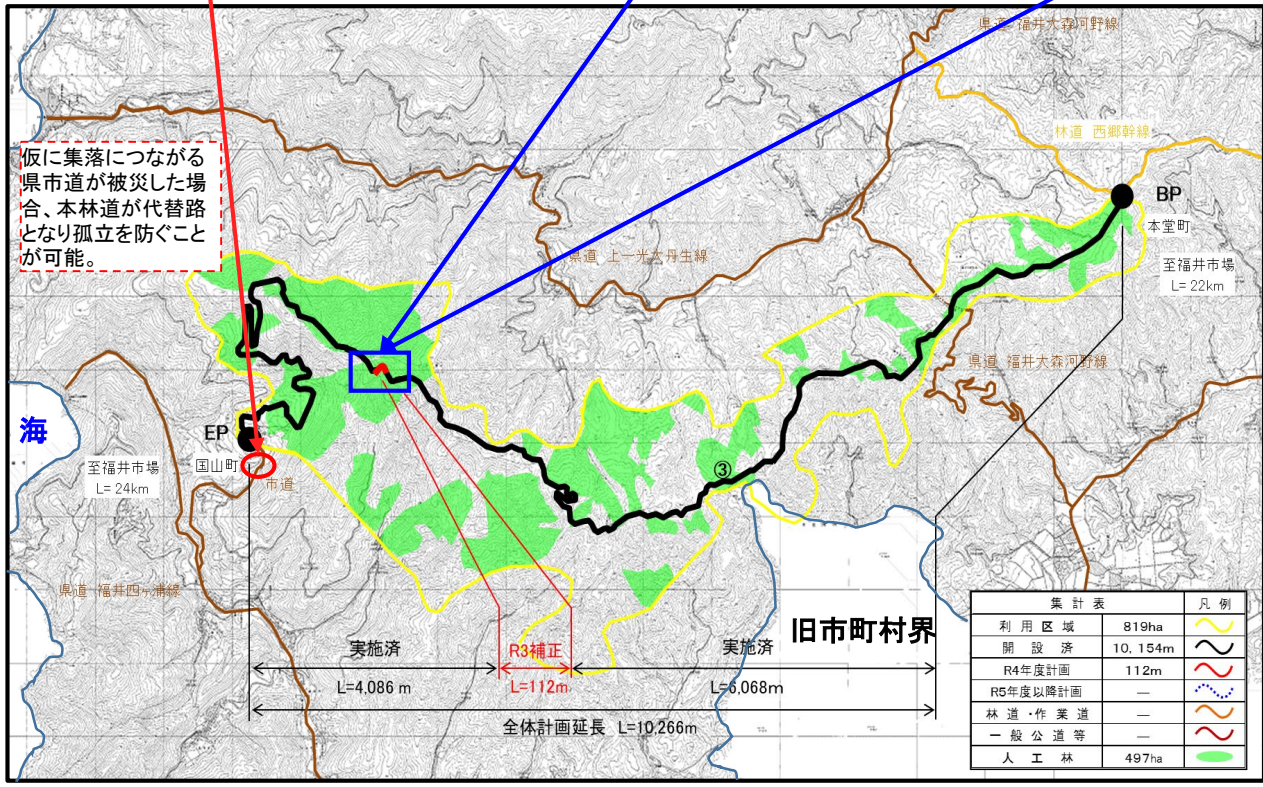 県道 福井大森河野線
林道 西郷幹線
仮に集落につながる
県市道が被災した場
合、本林道が代替路
となり孤立を防ぐこと
が可能。
BP
本堂町
至福井市場
L= 22km
県道 上一光大丹生線
県道 福井大森河野線
海
EP
国山町
至福井市場
L= 24km
市道
③
県道 福井四ヶ浦線
旧市町村界
実施済
R3補正
実施済
L=4,086 m
L=112m
L=6,068m
全体計画延長 L=10,266m
集計表 凡例
利用区域 819ha
開設済 10,154m
R4年度計画 112m
R5年度以降計画 ―
林道・作業道 ―
一般公道等 ―
人工林 497ha